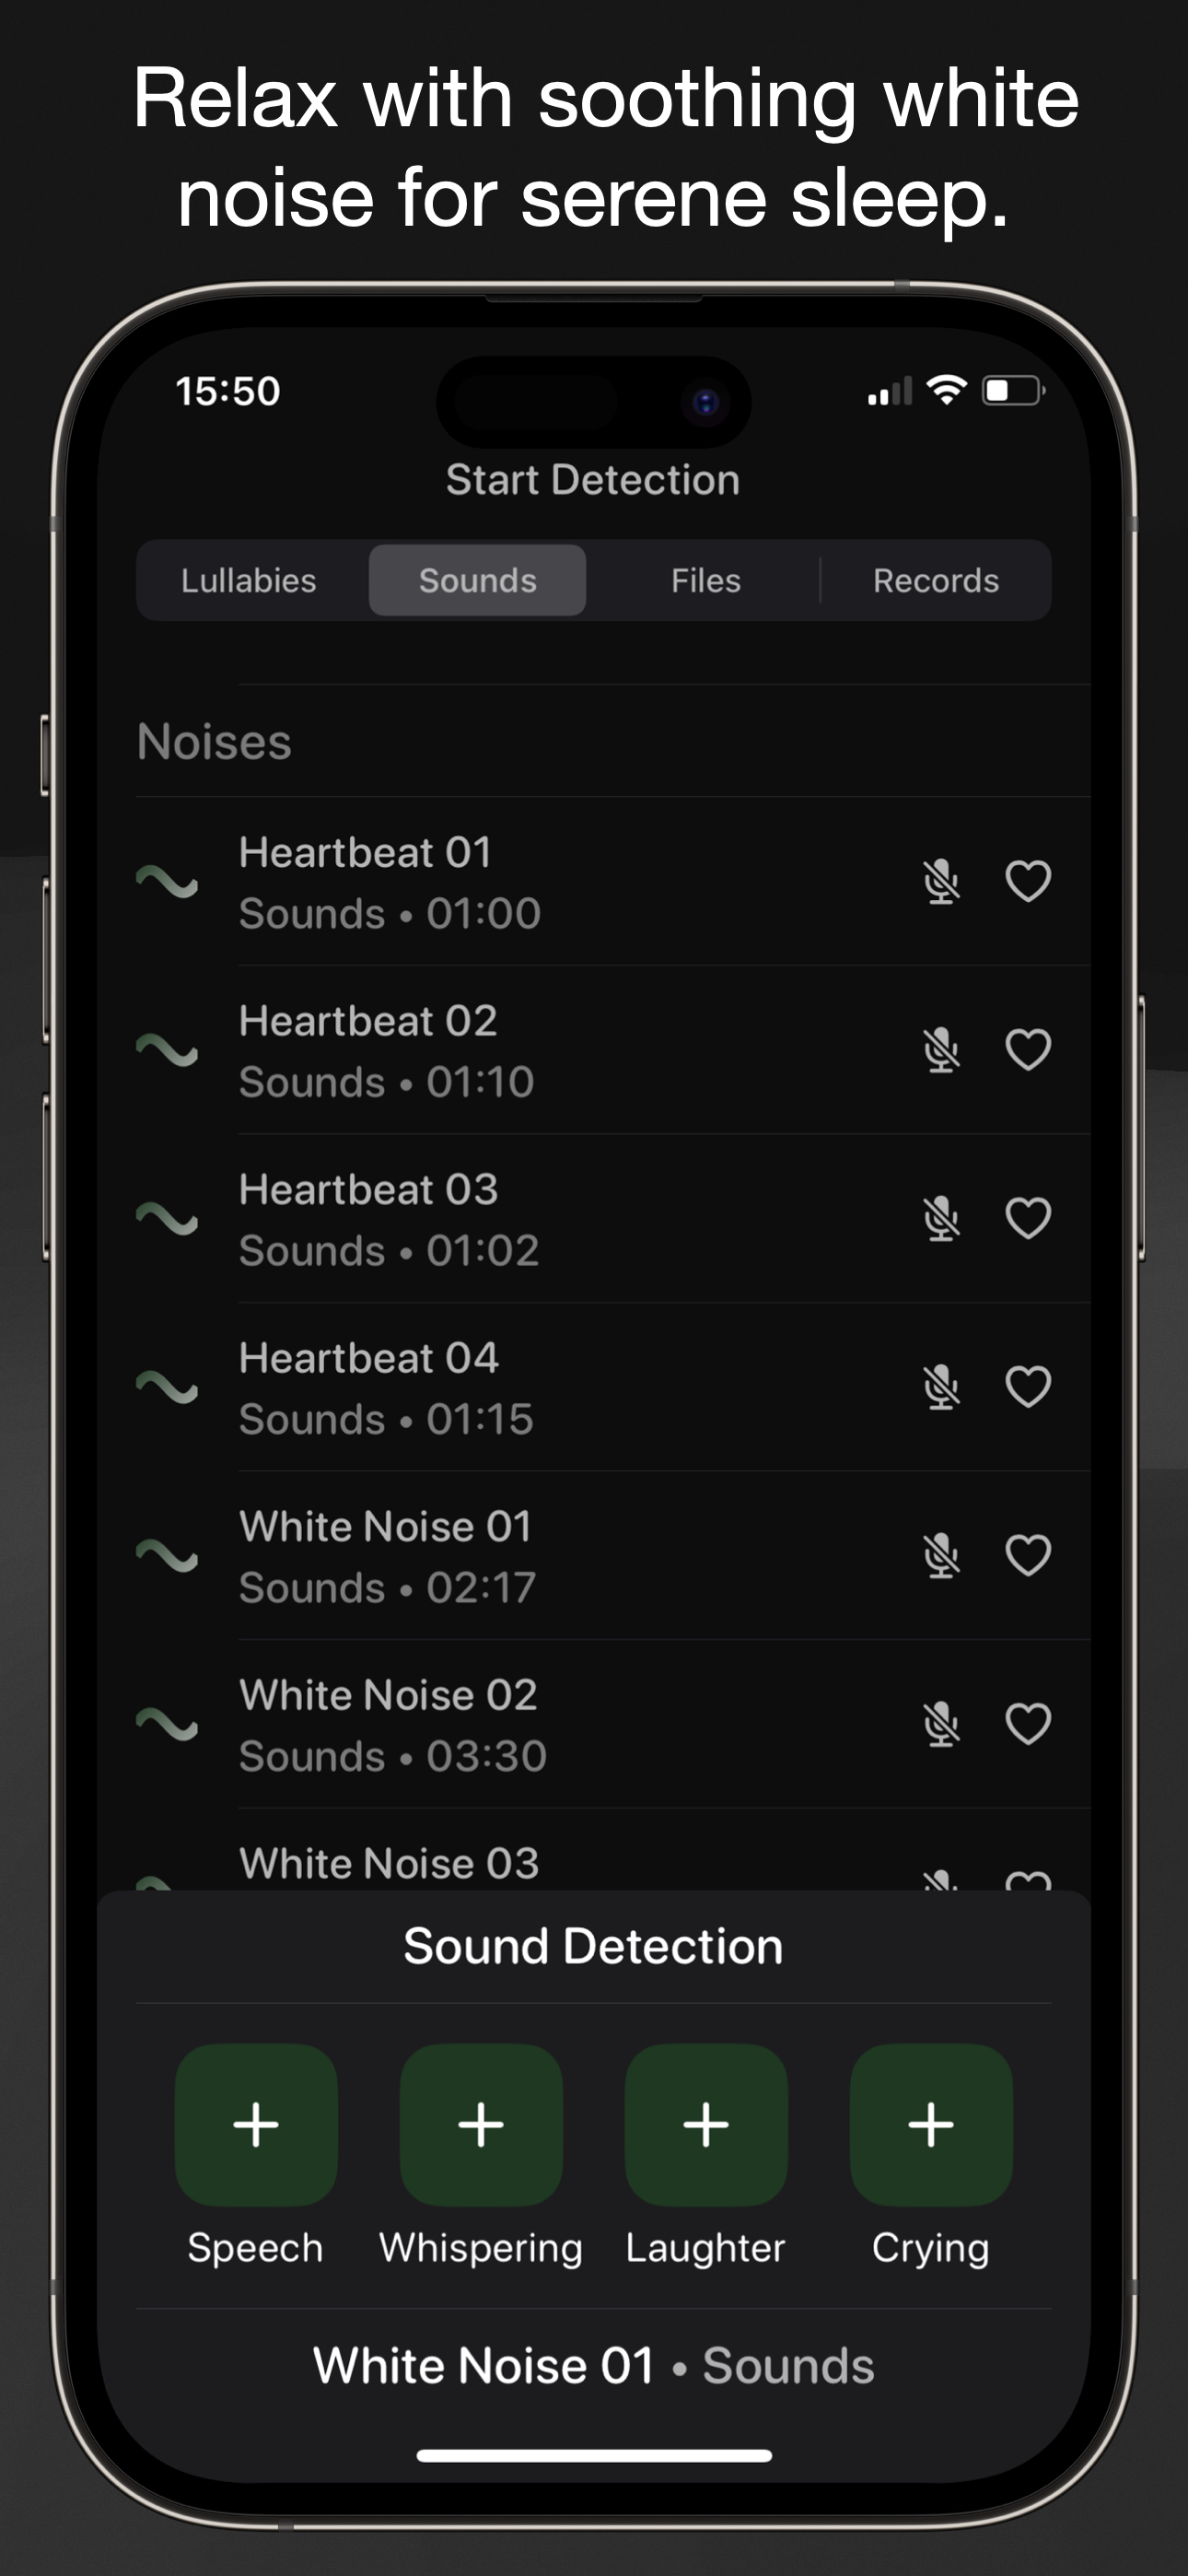 Relax with soothing white
noise for serene sleep.
15:50
Start Detection
Lullabies Sounds Files Records
Noises
Heartbeat 01
Sounds • 01:00
Heartbeat 02
Sounds • 01:10
Heartbeat 03
Sounds • 01:02
Heartbeat 04
Sounds • 01:15
White Noise 01
Sounds • 02:17
White Noise 02
Sounds • 03:30
White Noise 03
Sound Detection
Speech Whispering Laughter Crying
White Noise 01 • Sounds